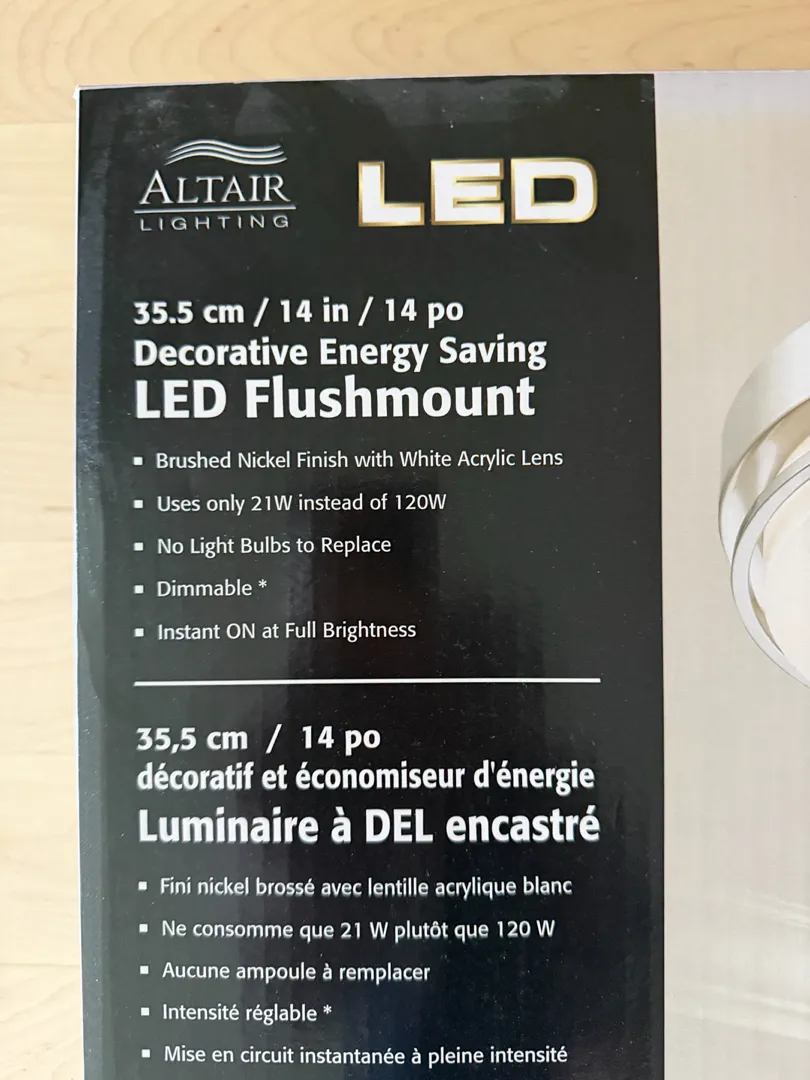 ALTAIR
LIGHTING
LED
35.5 cm / 14 in / 14 po
Decorative Energy Saving
LED Flushmount
▪ Brushed Nickel Finish with White Acrylic Lens
▪ Uses only 21W instead of 120W
▪ No Light Bulbs to Replace
▪ Dimmable *
▪ Instant ON at Full Brightness
35,5 cm / 14 po
décoratif et économiseur d'énergie
Luminaire à DEL encastré
▪ Fini nickel brossé avec lentille acrylique blanc
▪ Ne consomme que 21 W plutôt que 120 W
▪ Aucune ampoule à remplacer
▪ Intensité réglable *
▪ Mise en circuit instantanée à pleine intensité